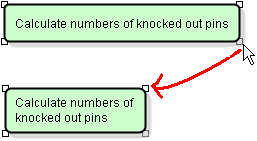 Calculate numbers of knocked out pins
Calculate numbers of
knocked out pins